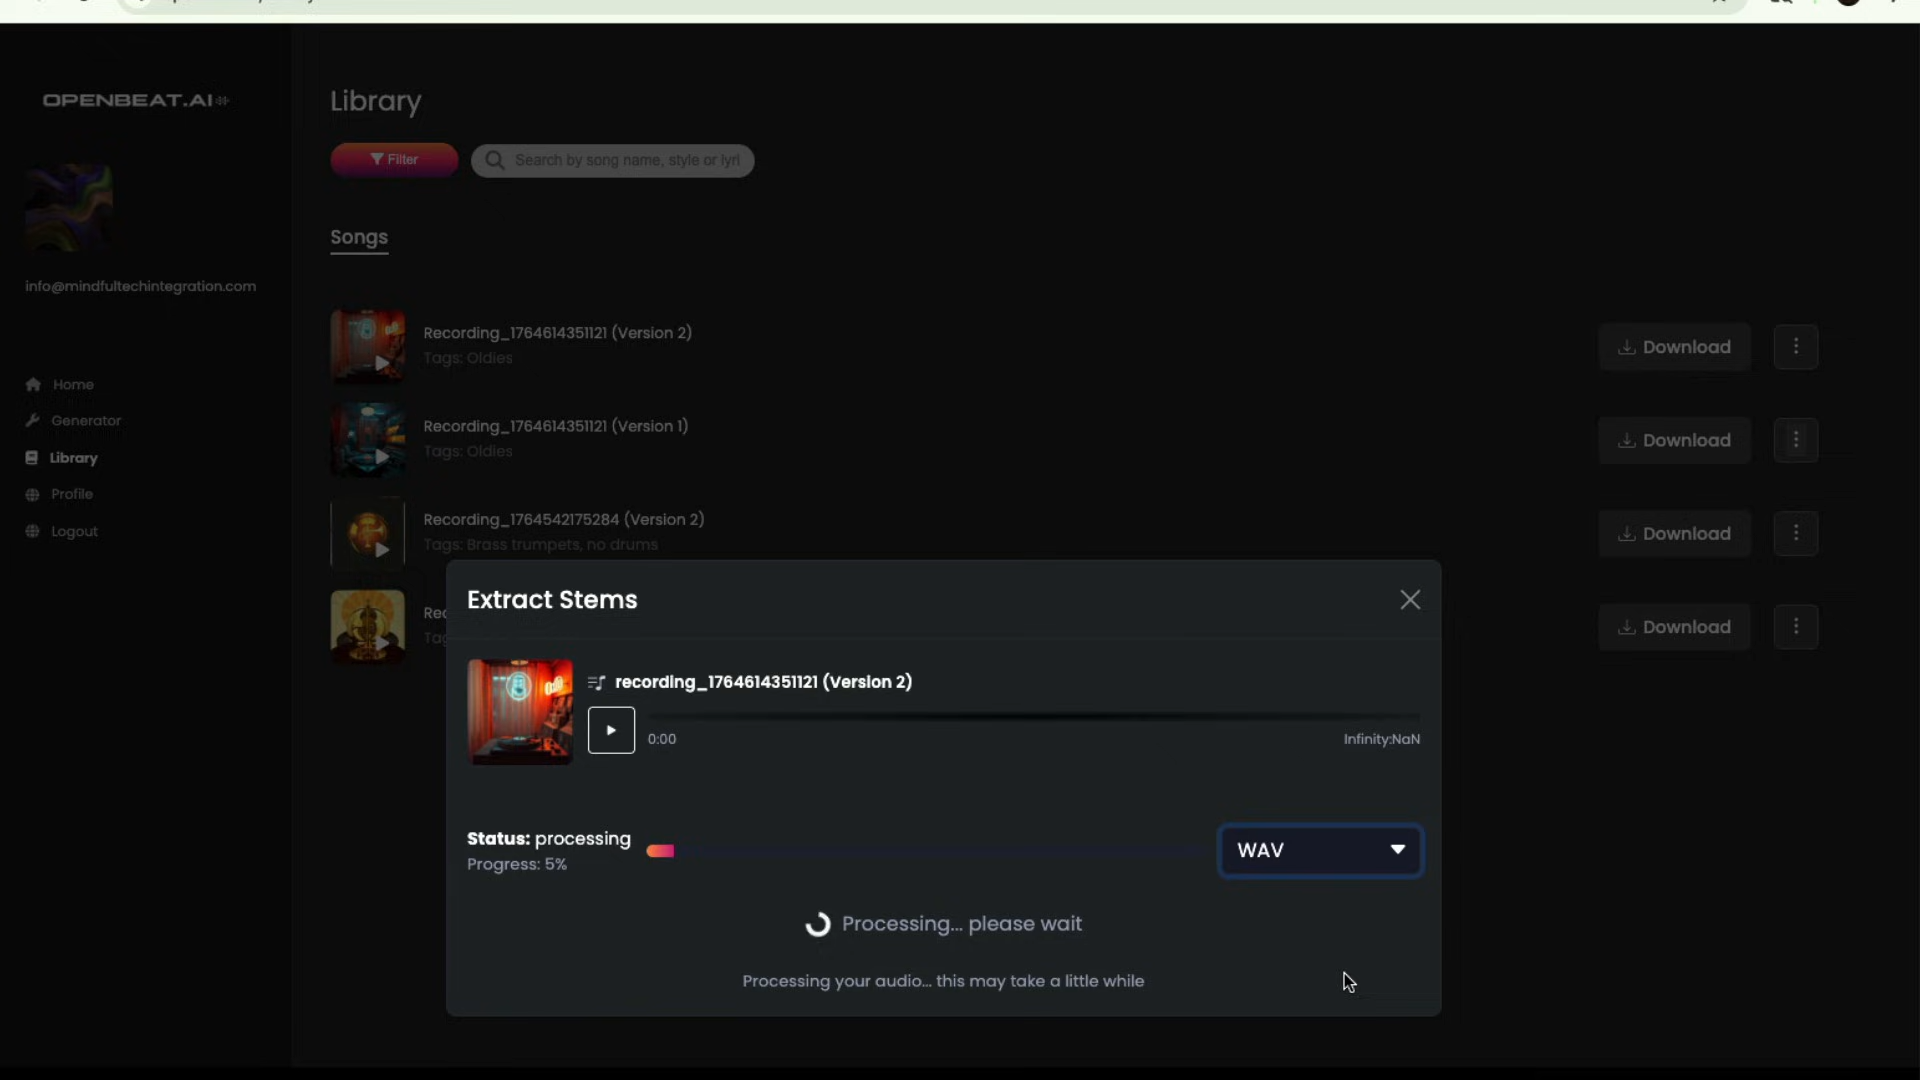 OPENBEAT.AI
info@mindfultechintegration.com
Home
Generator
Library
Profile
Logout
Library
Filter
Search by song name, style or lyri
Songs
Recording_1764614351121 (Version 2)
Tags: Oldies
Download
Recording_1764614351121 (Version 1)
Tags: Oldies
Download
Recording_1764542175284 (Version 2)
Tags: Brass trumpets, no drums
Download
Rec
Tag
Download
Extract Stems
recording_1764614351121 (Version 2)
0:00
Infinity:NaN
Status: processing
Progress: 5%
WAV
Processing... please wait
Processing your audio... this may take a little while